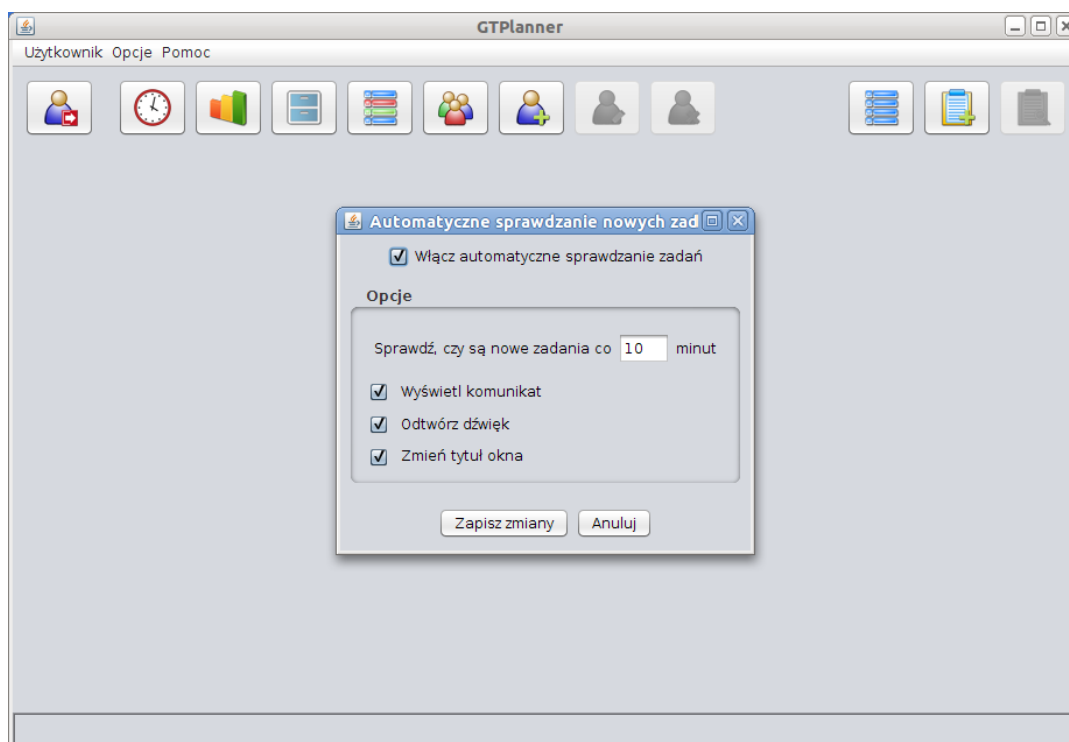 GTPlanner
Użytkownik Opcje Pomoc
Automatyczne sprawdzanie nowych zad
Włącz automatyczne sprawdzanie zadań
Opcje
Sprawdź, czy są nowe zadania co 10 minut
Wyświetl komunikat
Odtwórz dźwięk
Zmień tytuł okna
Zapisz zmiany Anuluj